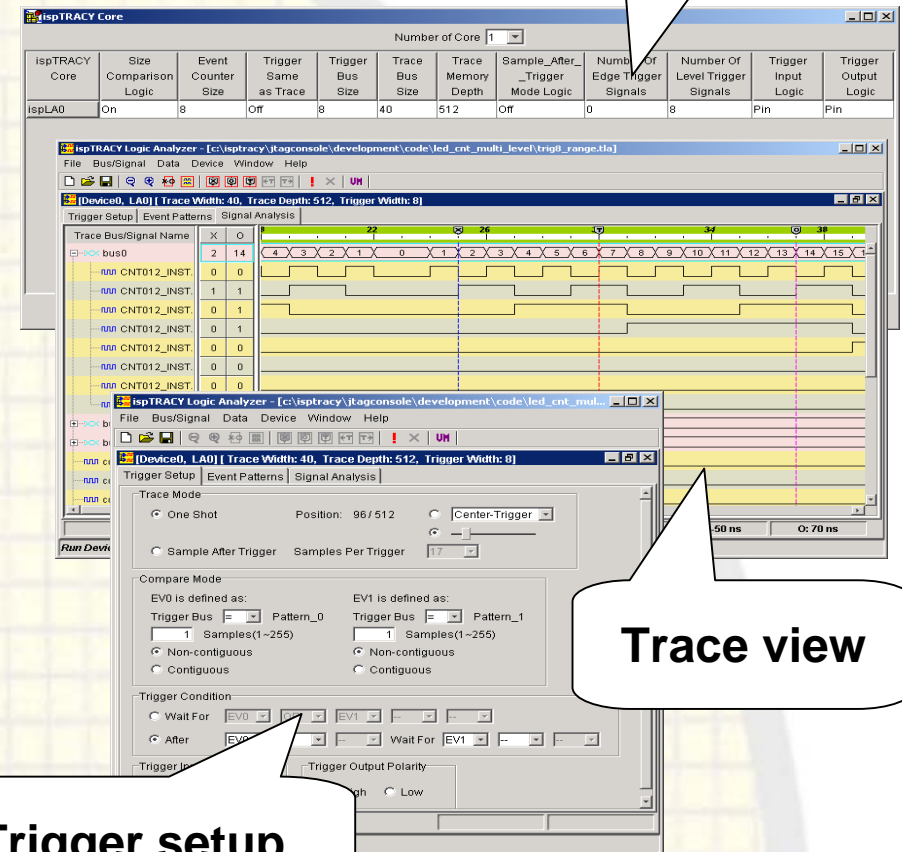 ispTRACY Core
Number of Core 1
ispTRACY Core Size Comparison Logic Event Counter Size Trigger Same as Trace Trigger Bus Size Trace Bus Size Trace Memory Depth Sample_After_ _Trigger Mode Logic Number Of Edge Trigger Signals Number Of Level Trigger Signals Trigger Input Logic Trigger Output Logic
ispLA0 On 8 Off 8 40 512 Off 0 8 Pin Pin
ispTRACY Logic Analyzer - [c:\isptracy\jtagconsole\development\code\led_cnt_multi_level\trig8_range.tla]
File Bus/Signal Data Device Window Help
UM
[Device0, LA0] [ Trace Width: 40, Trace Depth: 512, Trigger Width: 8]
Trigger Setup Event Patterns Signal Analysis
Trace Bus/Signal Name X O 22 26 34 38
bus0 2 14 4 3 2 1 0 1 2 3 4 5 6 7 8 9 10 11 12 13 14 15
CNT012_INST. 0 0
CNT012_INST. 1 1
CNT012_INST. 0 1
CNT012_INST. 0 1
CNT012_INST. 0 0
CNT012_INST. 0 0
CNT012_INST. 0 0
50 ns O: 70 ns
ispTRACY Logic Analyzer - [c:\isptracy\jtagconsole\development\code\led_cnt_mul...
File Bus/Signal Data Device Window Help
UM
[Device0, LA0] [ Trace Width: 40, Trace Depth: 512, Trigger Width: 8]
Trigger Setup Event Patterns Signal Analysis
Trace Mode
One Shot Position: 96 / 512 Center-Trigger
Sample After Trigger Samples Per Trigger 17
Compare Mode
EV0 is defined as: EV1 is defined as:
Trigger Bus = Pattern_0 Trigger Bus = Pattern_1
1 Samples(1~255) 1 Samples(1~255)
Non-contiguous Non-contiguous
Contiguous Contiguous
Trigger Condition
Wait For EV0 EV1 -- --
After -- Wait For EV1 -- --
Trigger Output Polarity
Low
Trace view
Trigger setup